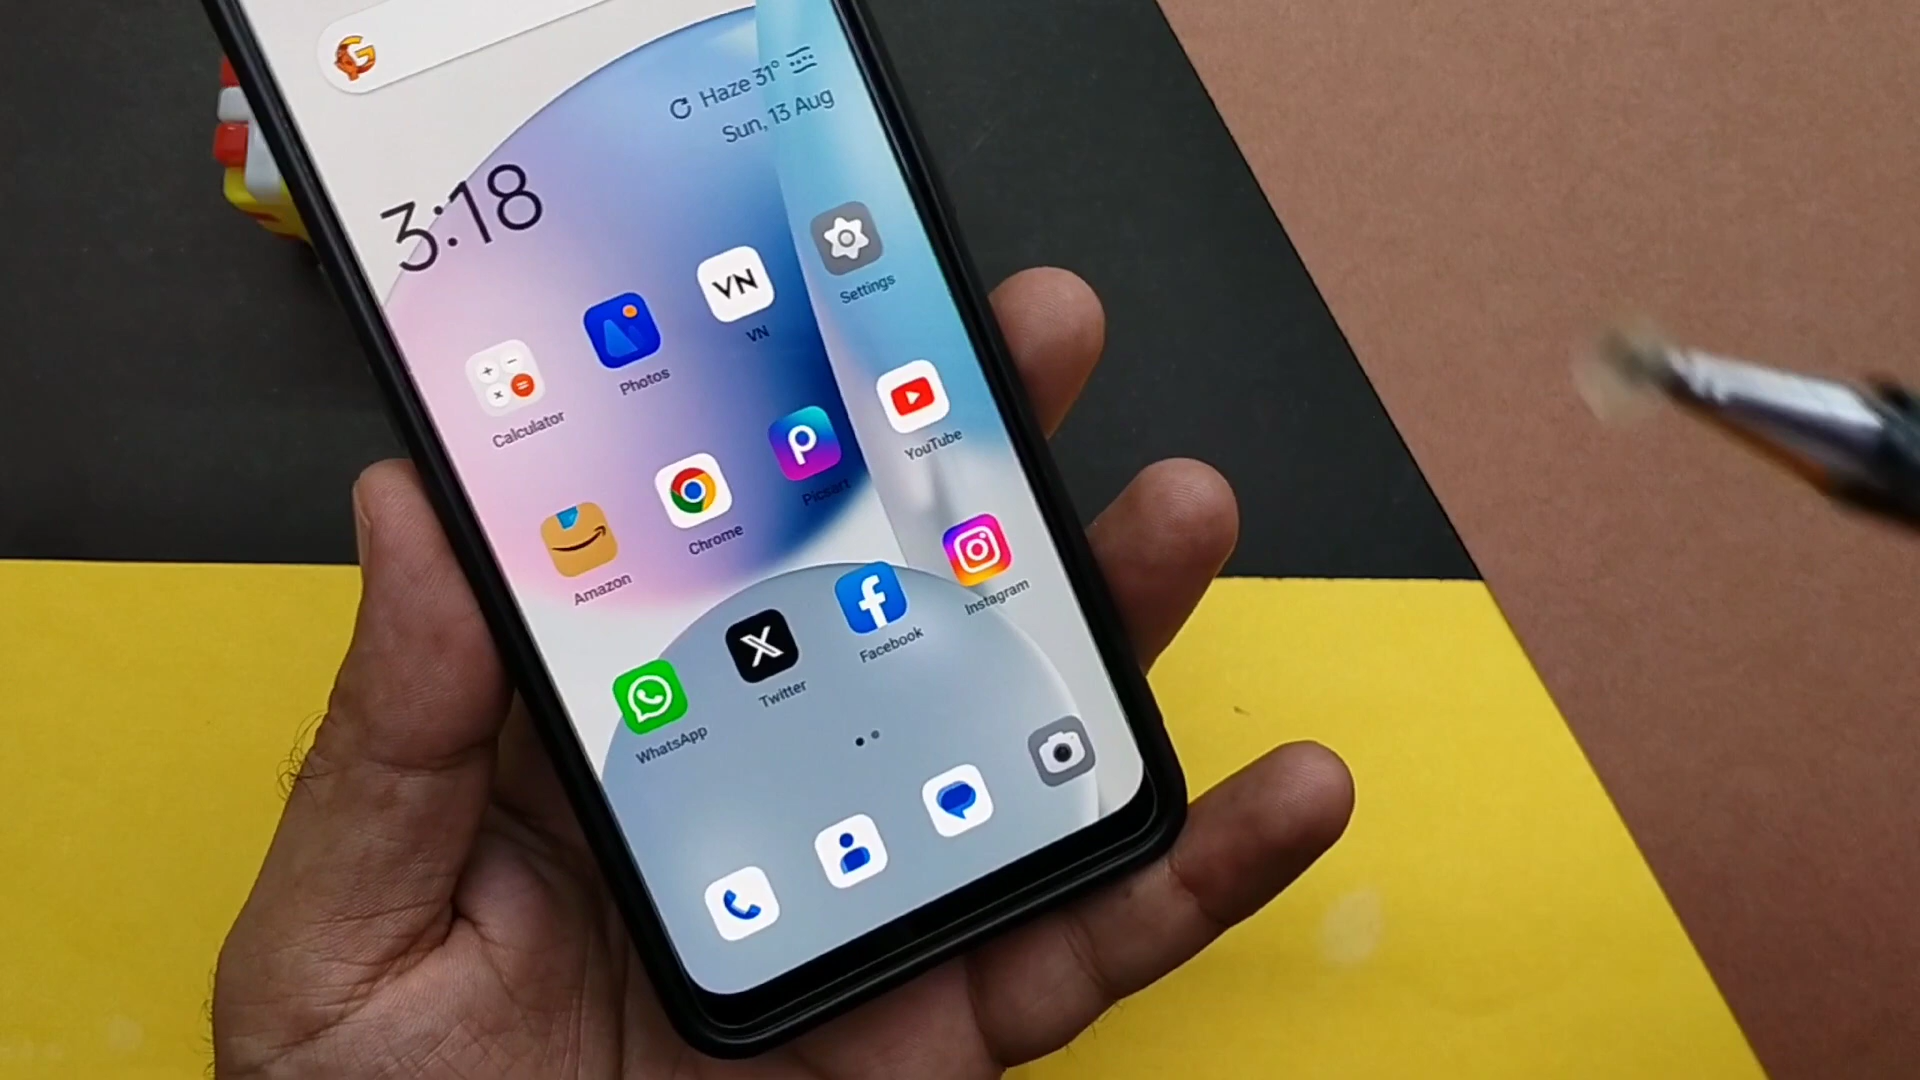 Haze 31°
Sun, 13 Aug
3:18
VN
Settings
VN
Photos
Calculator
YouTube
Picsart
Chrome
Amazon
Instagram
Facebook
Twitter
WhatsApp